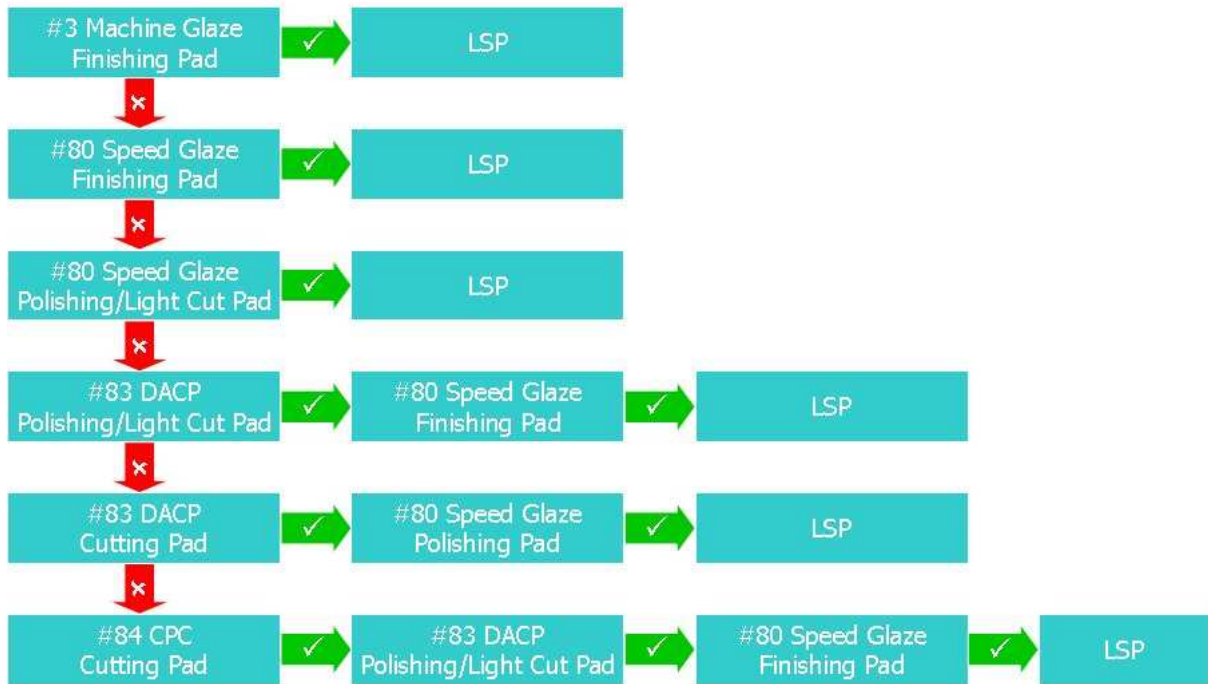 #3 Machine Glaze
Finishing Pad
LSP
#80 Speed Glaze
Finishing Pad
LSP
#80 Speed Glaze
Polishing/Light Cut Pad
LSP
#83 DACP
Polishing/Light Cut Pad
#80 Speed Glaze
Finishing Pad
LSP
#83 DACP
Cutting Pad
#80 Speed Glaze
Polishing Pad
LSP
#84 CPC
Cutting Pad
#83 DACP
Polishing/Light Cut Pad
#80 Speed Glaze
Finishing Pad
LSP